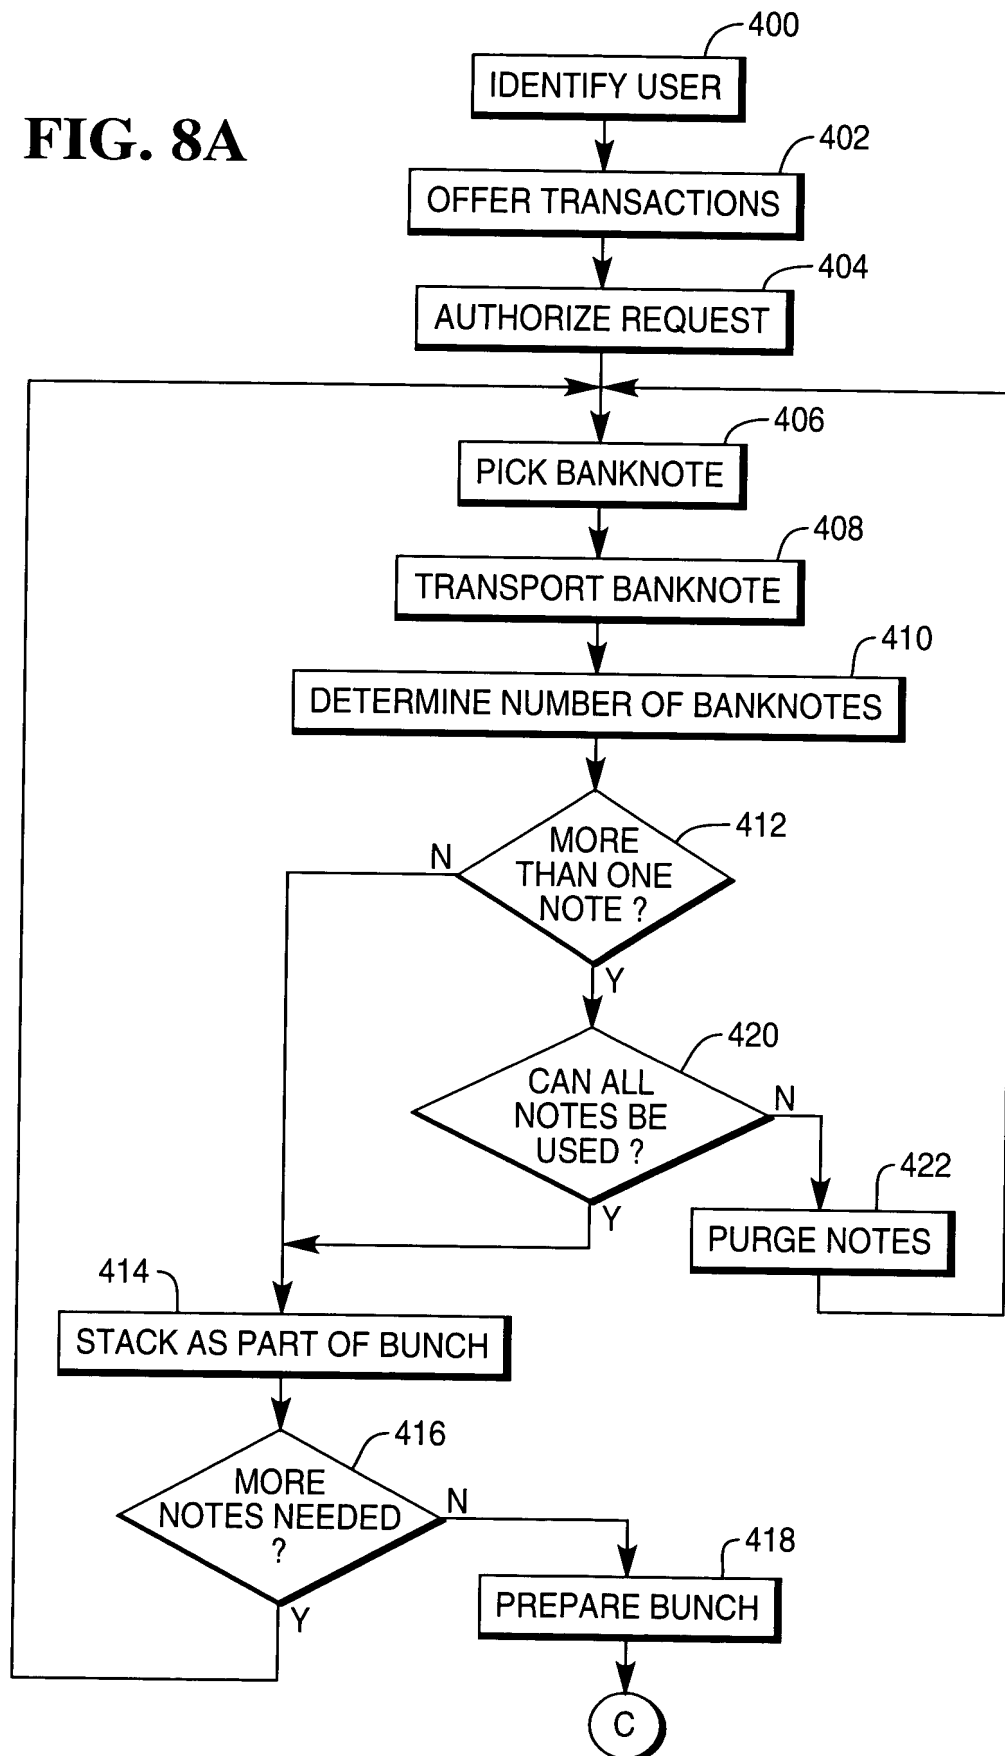 FIG. 8A
400
IDENTIFY USER
402
OFFER TRANSACTIONS
404
AUTHORIZE REQUEST
406
PICK BANKNOTE
408
TRANSPORT BANKNOTE
410
DETERMINE NUMBER OF BANKNOTES
412
MORE
THAN ONE
NOTE ?
N
Y
420
CAN ALL
NOTES BE
USED ?
N
Y
422
PURGE NOTES
414
STACK AS PART OF BUNCH
416
MORE
NOTES NEEDED
?
N
Y
418
PREPARE BUNCH
C